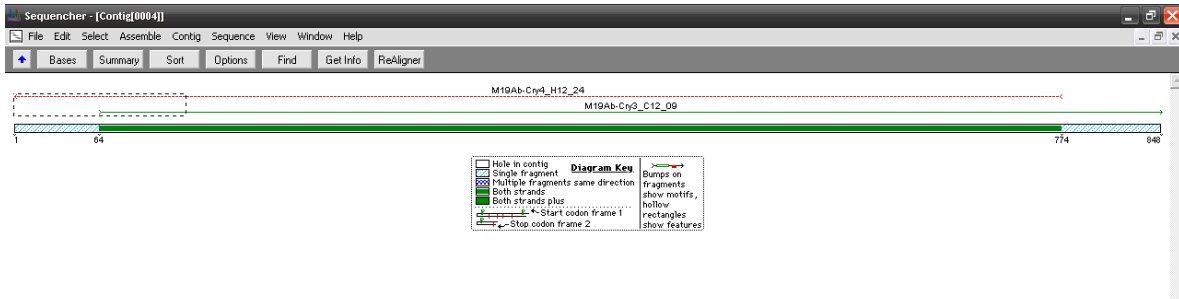 Sequencher - [Contig[0004]]
File Edit Select Assemble Contig Sequence View Window Help
Bases Summary Sort Options Find Get Info ReAligner
M19Ab-Cry4_H12_24
M19Ab-Cry3_C12_09
1 64 774 848
Diagram Key
Hole in contig
Single fragment
Multiple fragments same direction
Both strands
Both strands plus
Start codon frame 1
Stop codon frame 2
Bumps on
fragments
show motifs,
hollow
rectangles
show features